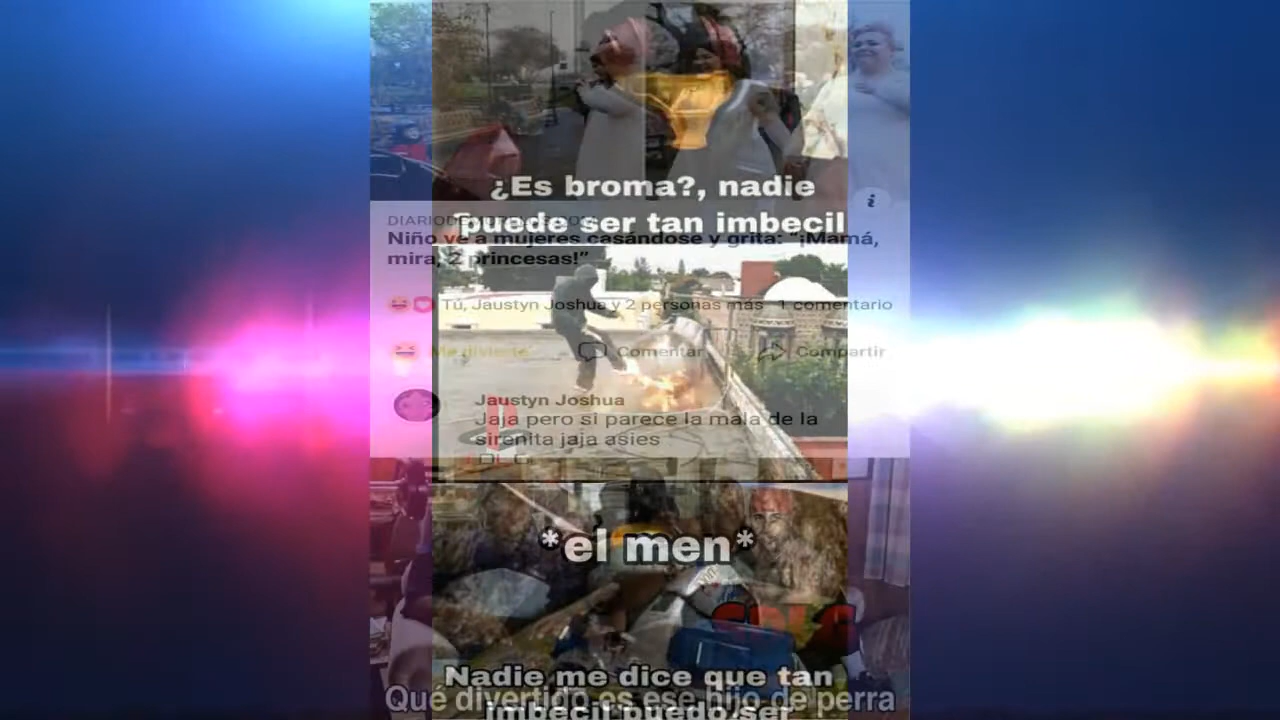 ¿Es broma?, nadie
puede ser tan imbecil
Niño ve a mujeres casándose y grita: "¡Mamá,
mira, 2 princesas!”
Tú, Jaustyn Joshua y 2 personas más 1 comentario
Me divierte
Comentar
Compartir
Jaustyn Joshua
Jaja pero si parece la mala de la
sirenita jaja asies
*el men*
Nadie me dice que tan
imbecil puedo ser
Qué divertido es ese hijo de perra